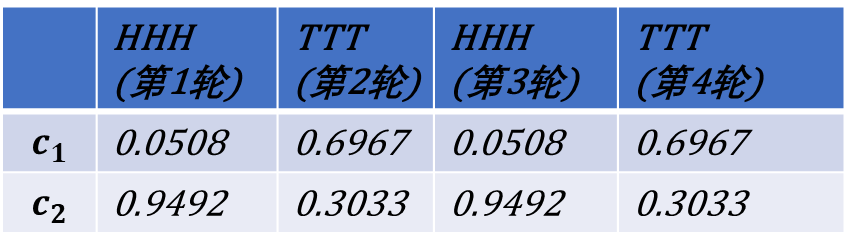 HHH TTT HHH TTT
(第1轮) (第2轮) (第3轮) (第4轮)
c₁ 0.0508 0.6967 0.0508 0.6967
c₂ 0.9492 0.3033 0.9492 0.3033